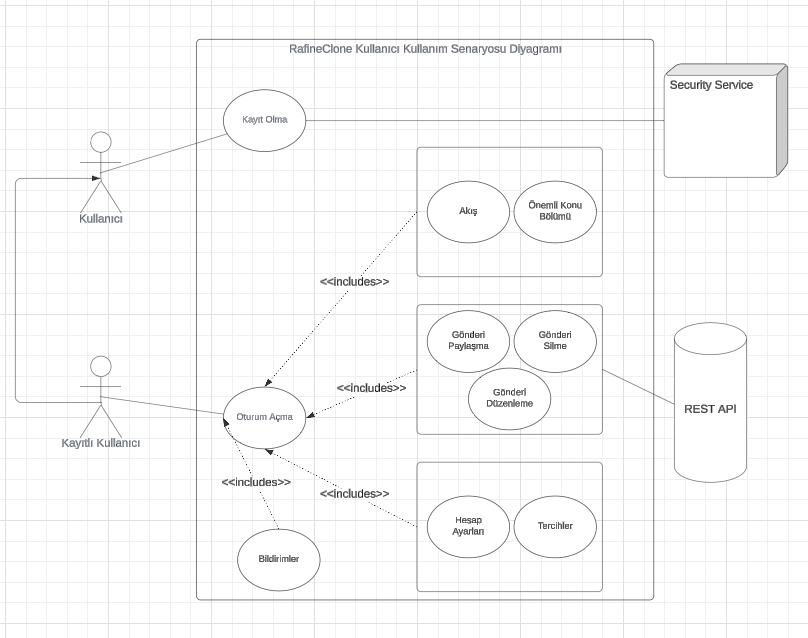 RafineClone Kullanıcı Kullanım Senaryosu Diyagramı
Security Service
Kayıt Olma
Kullanıcı
Akış
Önemli Konu
Bölümü
<<includes>>
Gönderi
Paylaşma
Gönderi
Silme
<<includes>>
Gönderi
Düzenleme
REST APİ
Oturum Açma
Kayıtlı Kullanıcı
<<includes>>
<<includes>>
Hesap
Ayarları
Tercihler
Bildirimler